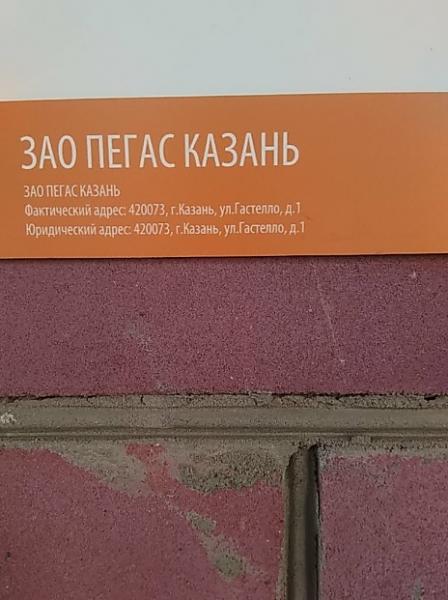 ЗАО ПЕГАС КАЗАНЬ
ЗАО ПЕГАС КАЗАНЬ
Фактический адрес: 420073, г.Казань, ул.Гастелло, д.1
Юридический адрес: 420073, г.Казань, ул.Гастелло, д.1